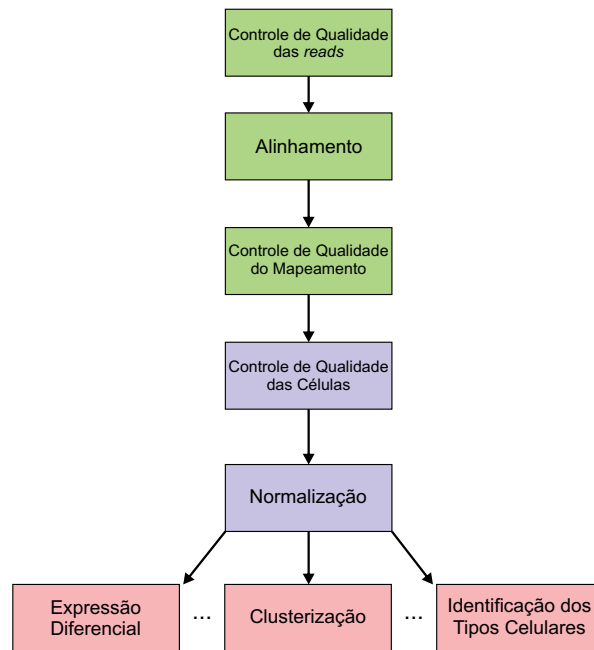 Controle de Qualidade
das reads
Alinhamento
Controle de Qualidade
do Mapeamento
Controle de Qualidade
das Células
Normalização
Expressão
Diferencial
...
Clusterização
...
Identificação dos
Tipos Celulares